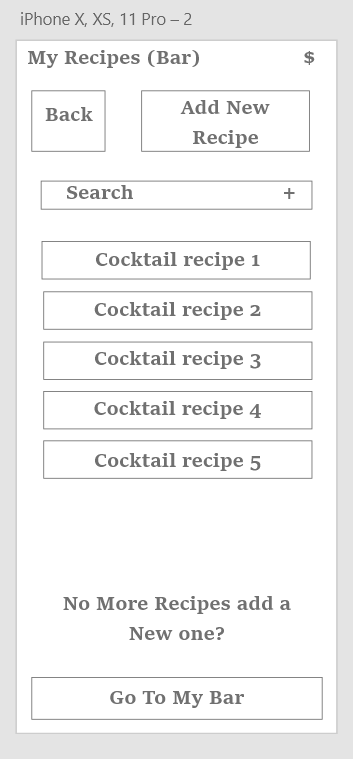 iPhone X, XS, 11 Pro – 2
My Recipes (Bar) $
Back
Add New
Recipe
Search +
Cocktail recipe 1
Cocktail recipe 2
Cocktail recipe 3
Cocktail recipe 4
Cocktail recipe 5
No More Recipes add a
New one?
Go To My Bar